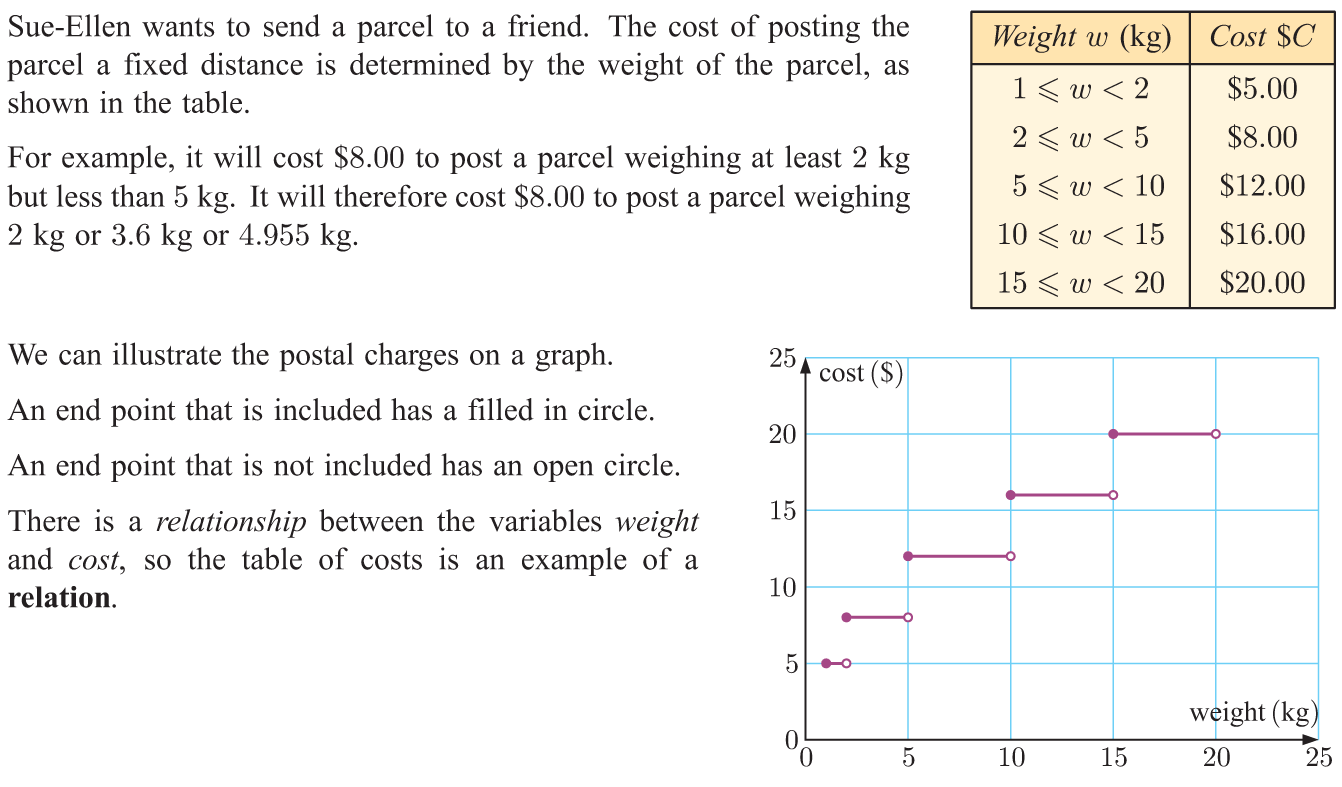 Sue-Ellen wants to send a parcel to a friend. The cost of posting the
parcel a fixed distance is determined by the weight of the parcel, as
shown in the table.
For example, it will cost $8.00 to post a parcel weighing at least 2 kg
but less than 5 kg. It will therefore cost $8.00 to post a parcel weighing
2 kg or 3.6 kg or 4.955 kg.
Weight w (kg) Cost $C
1 ⩽ w < 2 $5.00
2 ⩽ w < 5 $8.00
5 ⩽ w < 10 $12.00
10 ⩽ w < 15 $16.00
15 ⩽ w < 20 $20.00
We can illustrate the postal charges on a graph.
An end point that is included has a filled in circle.
An end point that is not included has an open circle.
There is a relationship between the variables weight
and cost, so the table of costs is an example of a
relation.
25
cost ($)
20
15
10
5
weight (kg)
0
0 5 10 15 20 25